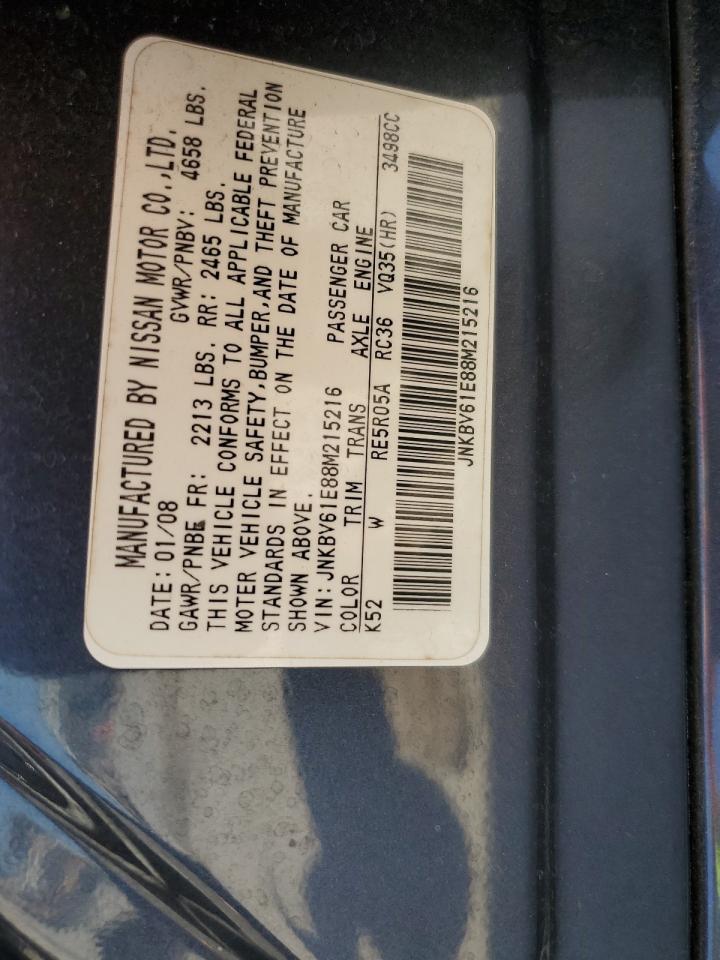 MANUFACTURED BY NISSAN MOTOR CO.,LTD.
DATE: 01/08 GVWR/PNBV: 4658 LBS.
GAWR/PNBE FR: 2213 LBS. RR: 2465 LBS.
THIS VEHICLE CONFORMS TO ALL APPLICABLE FEDERAL
MOTER VEHICLE SAFETY,BUMPER,AND THEFT PREVENTION
STANDARDS IN EFFECT ON THE DATE OF MANUFACTURE
SHOWN ABOVE.
VIN: JNKBV61E88M215216 PASSENGER CAR
COLOR TRIM TRANS AXLE ENGINE
K52 W RE5R05A RC36 VQ35(HR) 3498CC
JNKBV61E88M215216